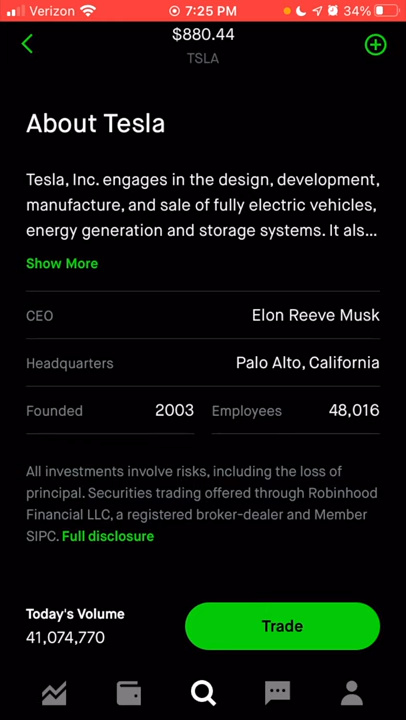 Verizon 7:25 PM 34%
$880.44
TSLA
About Tesla
Tesla, Inc. engages in the design, development,
manufacture, and sale of fully electric vehicles,
energy generation and storage systems. It als...
Show More
CEO Elon Reeve Musk
Headquarters Palo Alto, California
Founded 2003 Employees 48,016
All investments involve risks, including the loss of
principal. Securities trading offered through Robinhood
Financial LLC, a registered broker-dealer and Member
SIPC. Full disclosure
Today's Volume
41,074,770
Trade